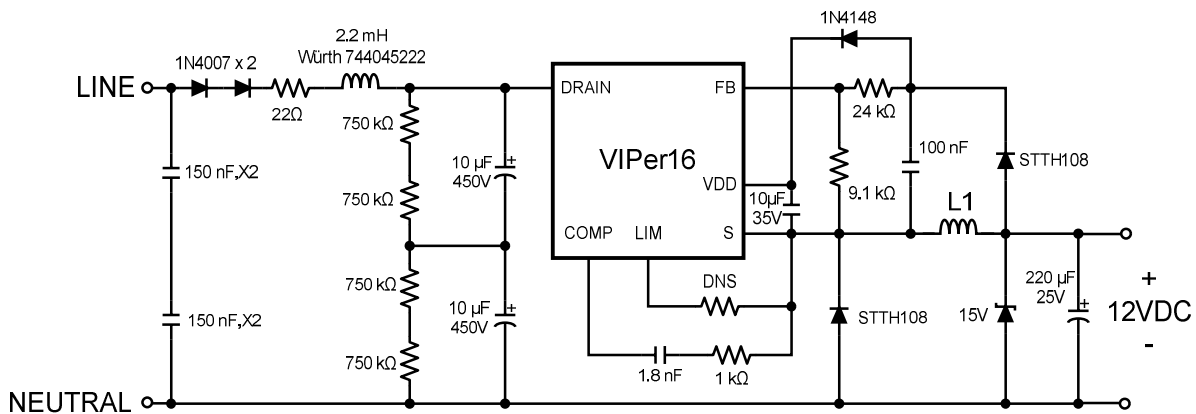 2.2 mH
Würth 744045222
1N4007 x 2
1N4148
LINE
22Ω
DRAIN
FB
24 kΩ
750 kΩ
100 nF
VIPer16
10 µF
450V
STTH108
150 nF,X2
750 kΩ
VDD
9.1 kΩ
10µF
35V
L1
COMP
LIM
S
750 kΩ
DNS
220 µF
25V
+
12VDC
-
150 nF,X2
10 µF
450V
STTH108
15V
750 kΩ
1.8 nF
1 kΩ
NEUTRAL